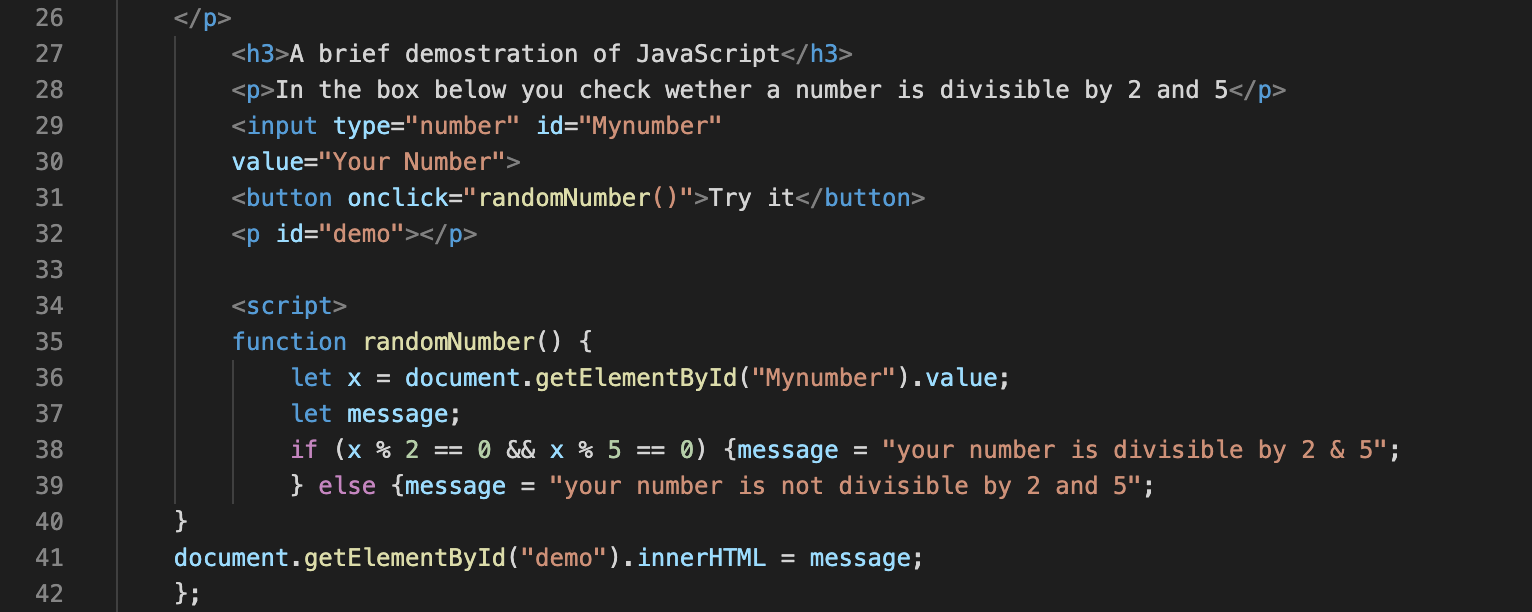 26 </p>
27 <h3>A brief demostration of JavaScript</h3>
28 <p>In the box below you check wether a number is divisible by 2 and 5</p>
29 <input type="number" id="Mynumber"
30 value="Your Number">
31 <button onclick="randomNumber()">Try it</button>
32 <p id="demo"></p>
33
34 <script>
35 function randomNumber() {
36 let x = document.getElementById("Mynumber").value;
37 let message;
38 if (x % 2 == 0 && x % 5 == 0) {message = "your number is divisible by 2 & 5";
39 } else {message = "your number is not divisible by 2 and 5";
40 }
41 document.getElementById("demo").innerHTML = message;
42 };